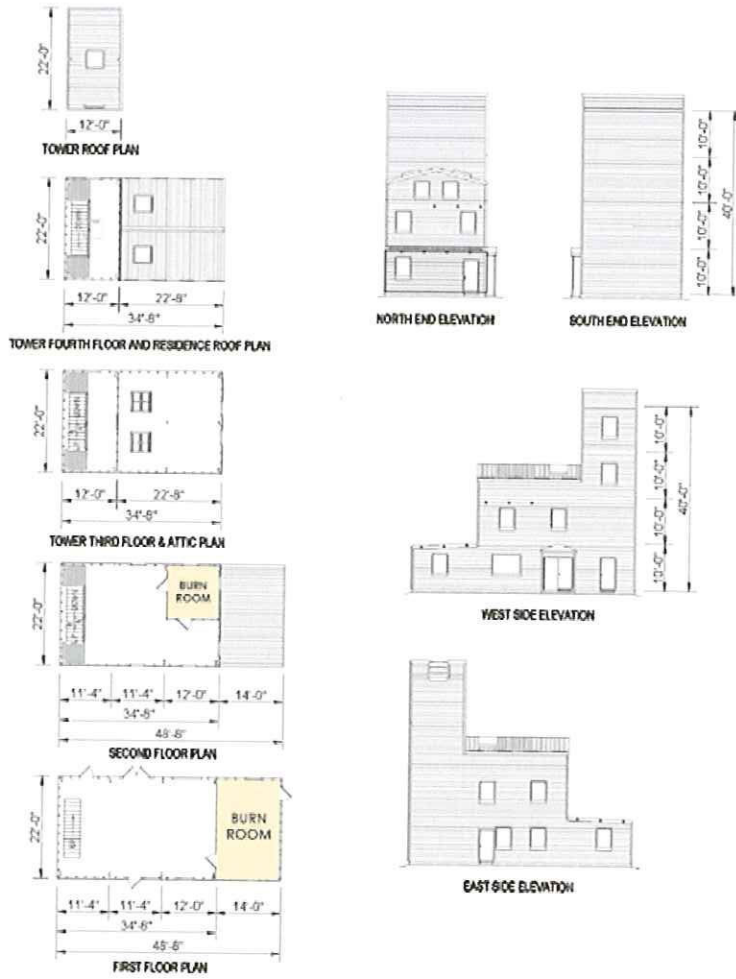 22'-0"
12'-0"
TOWER ROOF PLAN
22'-0"
DOWN
12'-0"
22'-8"
34'-8"
TOWER FOURTH FLOOR AND RESIDENCE ROOF PLAN
22'-0"
12'-0"
22'-8"
34'-8"
TOWER THIRD FLOOR & ATTIC PLAN
22'-0"
BURN
ROOM
11'-4"
11'-4"
12'-0"
14'-0"
34'-8"
48'-8"
SECOND FLOOR PLAN
22'-0"
UP
BURN
ROOM
11'-4"
11'-4"
12'-0"
14'-0"
34'-8"
48'-8"
FIRST FLOOR PLAN
NORTH END ELEVATION
10'-0"
10'-0"
10'-0"
10'-0"
40'-0"
SOUTH END ELEVATION
10'-0"
10'-0"
10'-0"
10'-0"
40'-0"
WEST SIDE ELEVATION
EAST SIDE ELEVATION